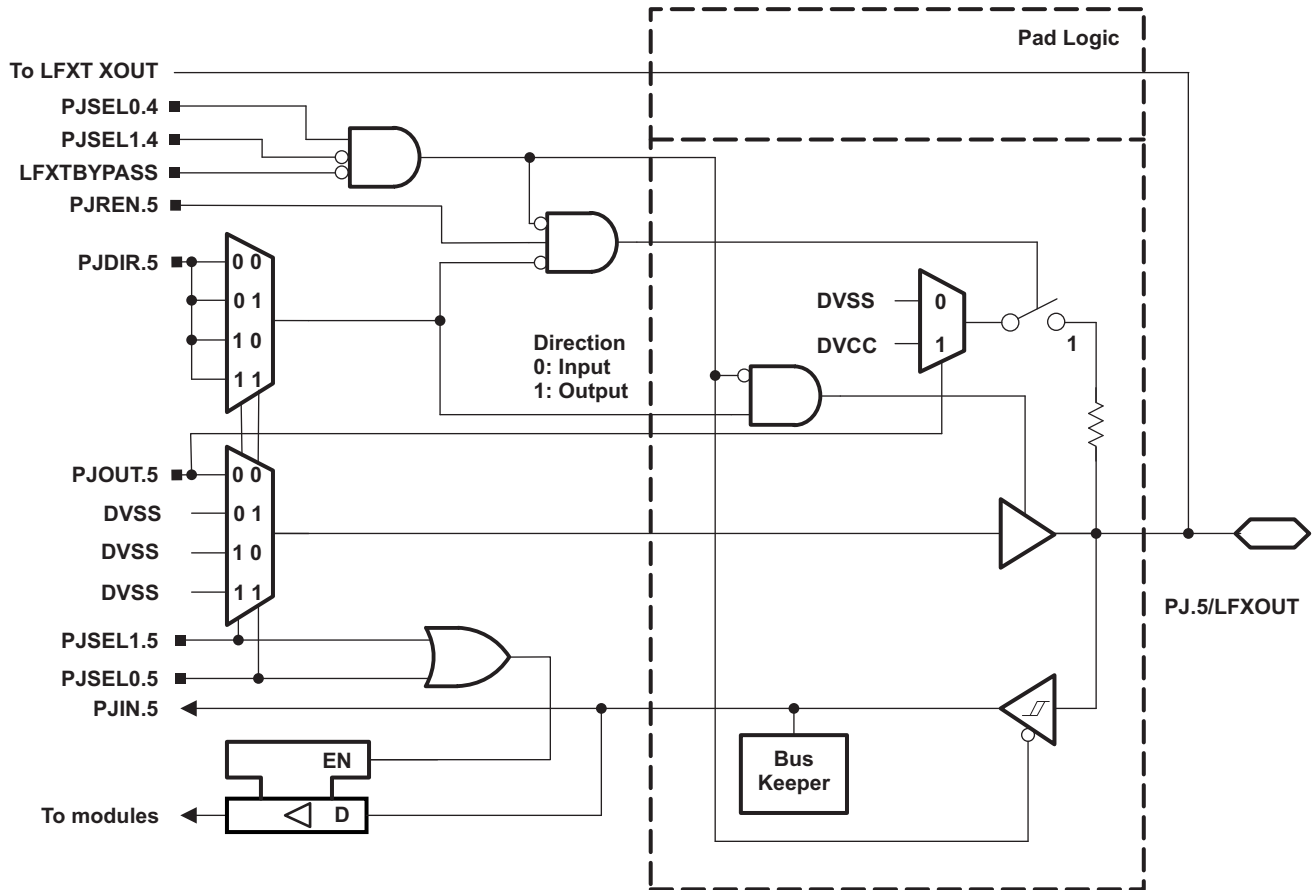 Pad Logic
To LFXT XOUT
PJSEL0.4
PJSEL1.4
LFXTBYPASS
PJREN.5
PJDIR.5
0 0
0 1
1 0
1 1
Direction
0: Input
1: Output
DVSS
0
DVCC
1
1
PJOUT.5
0 0
DVSS
0 1
DVSS
1 0
DVSS
1 1
PJ.5/LFXOUT
PJSEL1.5
PJSEL0.5
PJIN.5
Bus
Keeper
EN
To modules
D